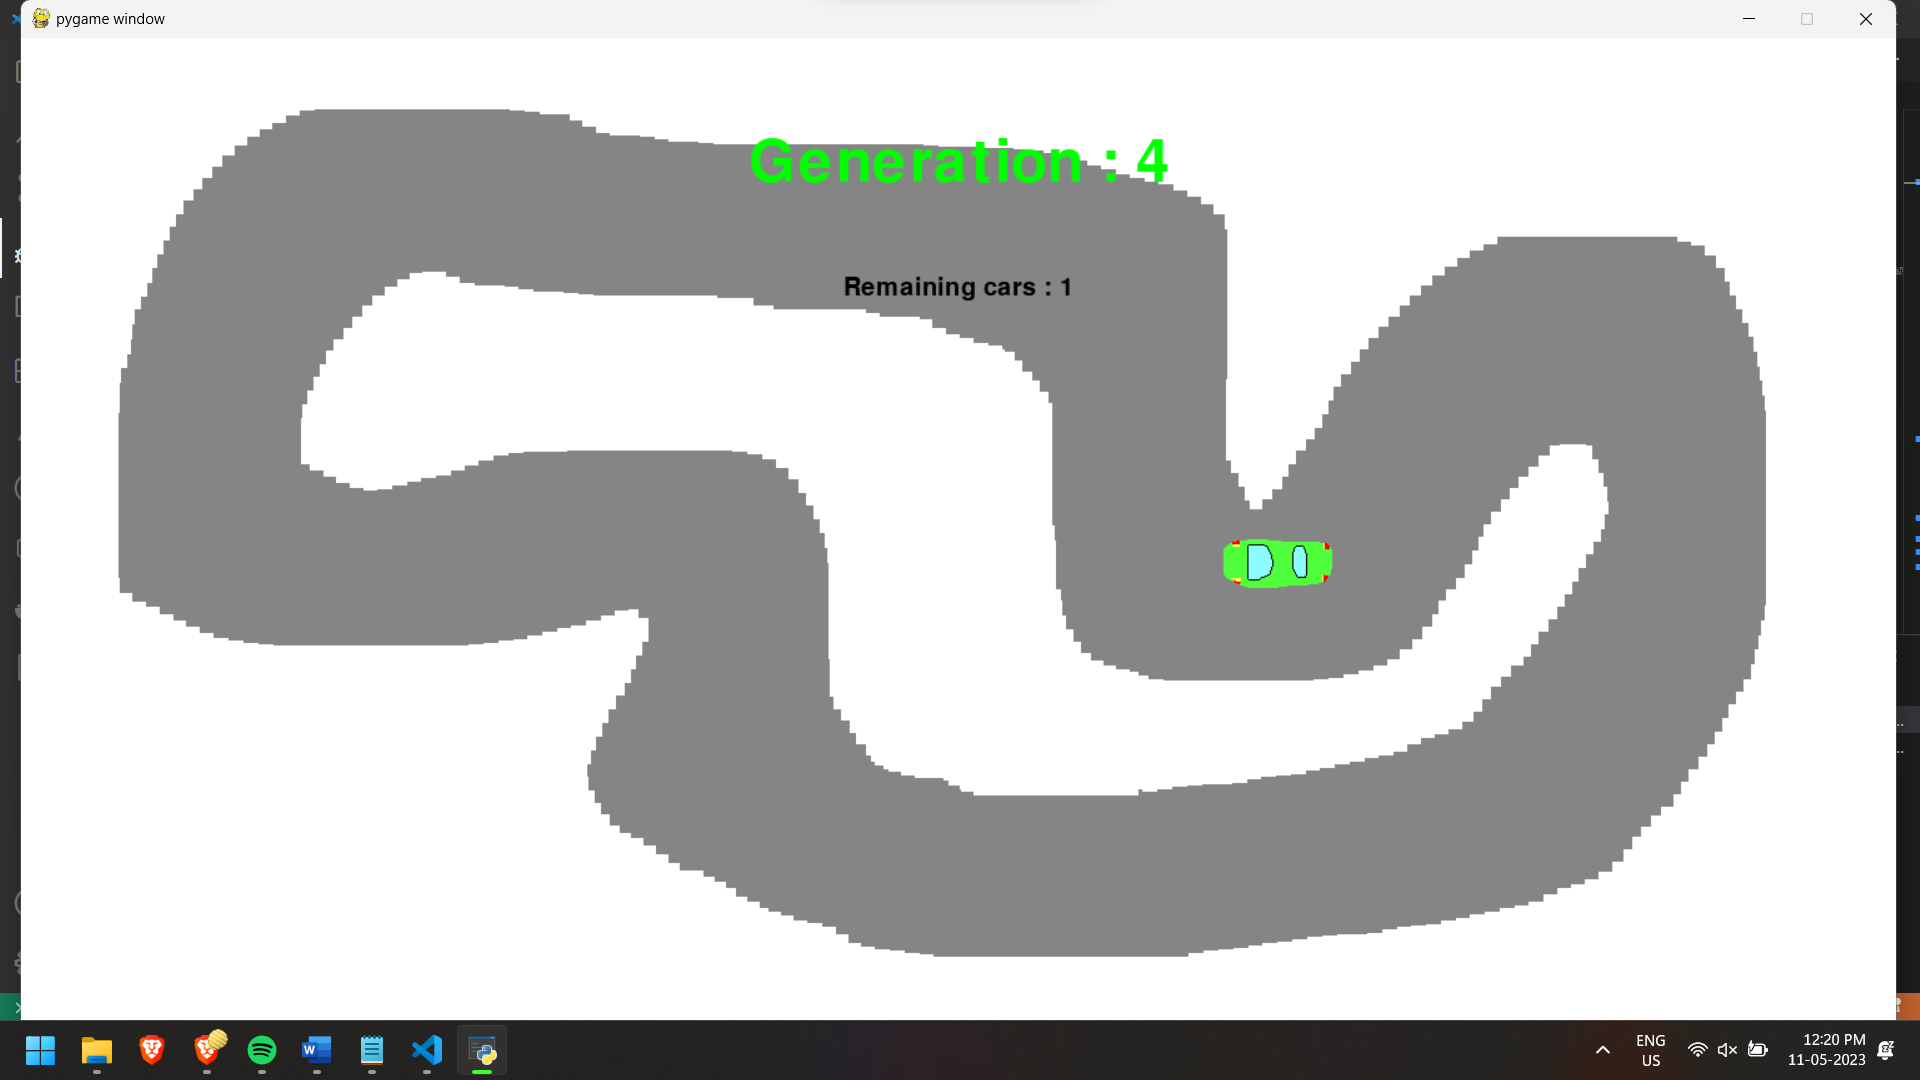 pygame window
Generation : 4
Remaining cars : 1
W
ENG
US
12:20 PM
11-05-2023